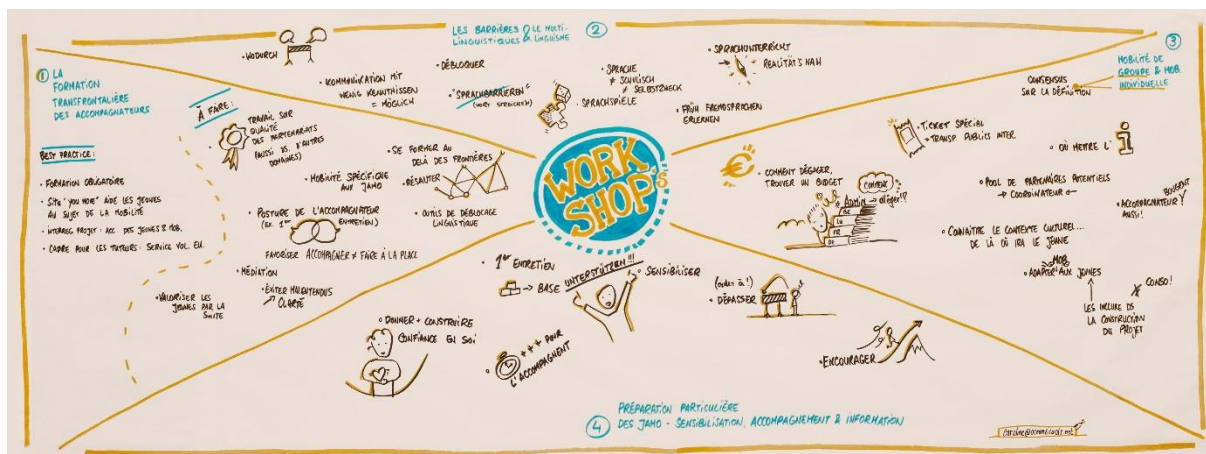 ① LA
FORMATION
TRANSFRONTALIÈRE
DES ACCOMPAGNATEURS
BEST PRACTICE :
• FORMATION OBLIGATOIRE
• SITE "YOU MOVE" AIDE LES JEUNES
AU SUJET DE LA MOBILITÉ
• INTERREG PROJET : ACC. DES JEUNES & MOB.
• CADRE POUR LES TUTEURS : SERVICE VOL. EU.
À FAIRE :
TRAVAIL SUR
QUALITÉ
DES PARTENARIATS
(AUSSI DS. D'AUTRES
DOMAINES)
• MOBILITÉ SPÉCIFIQUE
AUX JAMO
• SE FORMER AU
DELÀ DES FRONTIÈRES
• RÉSAUTER
• OUTILS DE DÉBLOCAGE
LINGUISTIQUE
• POSTURE DE L'ACCOMPAGNATEUR
(EX. 1er ENTRETIEN)
FAVORISER ACCOMPAGNER ≠ FAIRE À LA PLACE
• MÉDIATION
• ÉVITER MALENTENDUS
↗ CLARTÉ
• VALORISER LES
JEUNES PAR LA
SUITE
LES BARRIÈRES & LE MULTI-
LINGUISTIQUES & LINGUISME
②
• WODURCH
• KOMMUNIKATION MIT
WENIG KENNTNISSEN
= MÖGLICH
• DÉBLOQUER
• "SPRACHBARRIEREN"
(WORT STREICHEN)
• SPRACHE
≠ SCHULISCH
≠ SELBSTZWECK
• SPRACHSPIELE
• SPRACHUNTERRICHT
REALITÄTSNAH
• FRÜH FREMDSPRACHEN
ERLERNEN
WORK
SHOP's
③
MOBILITÉ DE
GROUPE & MOB.
INDIVIDUELLE
CONSENSUS
SUR LA DÉFINITION
• TICKET SPÉCIAL
+ TRANSP. PUBLICS INTER.
• OÙ METTRE L' i
€
• COMMENT DÉGAGER,
TROUVER UN BUDGET
COMMENT
ADMIN → alléger!?
FR
DE
• POOL DE PARTENAIRES POTENTIELS
→ COORDINATEUR ←
BOUGENT
• ACCOMPAGNATEUR
AUSSI!
• CONNAÎTRE LE CONTEXTE CULTUREL...
DE LÀ OÙ IRA LE JEUNE
MOB
• ADAPTER AUX JEUNES
CONSO!
LES INCLURE DS
LA CONSTRUCTION
DU PROJET
1er ENTRETIEN
= BASE
UNTERSTÜTZEN !!!
• SENSIBILISER
• DÉPASSER
• DONNER + CONSTRUIRE
CONFIANCE EN SOI
• +++ POUR
L'ACCOMPAGNENT
• ENCOURAGER
④ PRÉPARATION PARTICULIÈRE
DES JAMO - SENSIBILISATION, ACCOMPAGNEMENT & INFORMATION